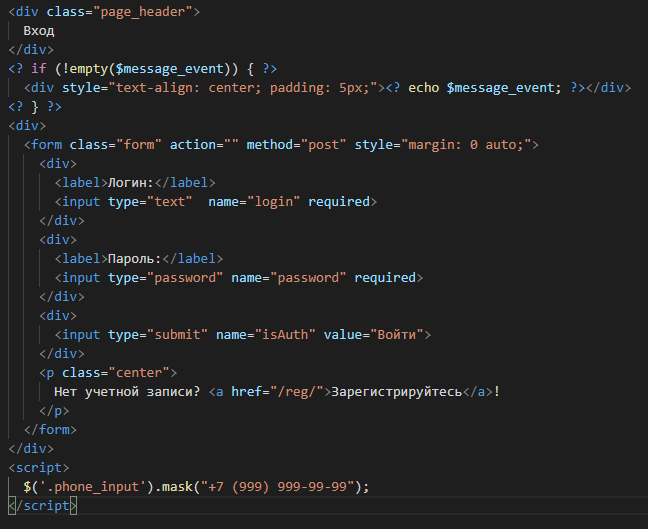 <div class="page_header">
Вход
</div>
<? if (!empty($message_event)) { ?>
<div style="text-align: center; padding: 5px;"><? echo $message_event; ?></div>
<? } ?>
<div>
<form class="form" action="" method="post" style="margin: 0 auto;">
<div>
<label>Логин:</label>
<input type="text"  name="login" required>
</div>
<div>
<label>Пароль:</label>
<input type="password" name="password" required>
</div>
<div>
<input type="submit" name="isAuth" value="Войти">
</div>
<p class="center">
Нет учетной записи? <a href="/reg/">Зарегистрируйтесь</a>!
</p>
</form>
</div>
<script>
$('.phone_input').mask("+7 (999) 999-99-99");
</script>